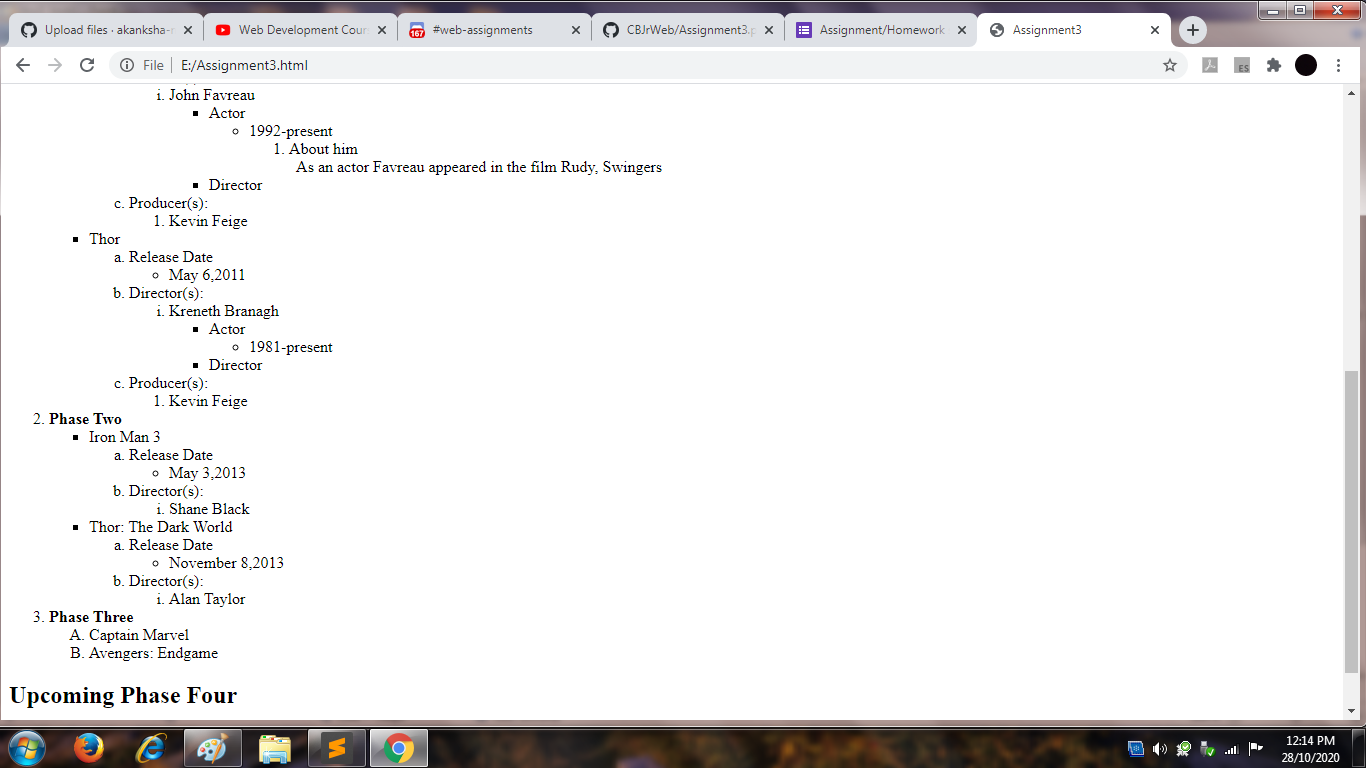 Upload files · akanksha-r
Web Development Cour
167
#web-assignments
CBJrWeb/Assignment3.p
Assignment/Homework
Assignment3
File
E:/Assignment3.html
ES
i. John Favreau
Actor
1992-present
1. About him
As an actor Favreau appeared in the film Rudy, Swingers
Director
c. Producer(s):
1. Kevin Feige
Thor
a. Release Date
May 6,2011
b. Director(s):
i. Kreneth Branagh
Actor
1981-present
Director
c. Producer(s):
1. Kevin Feige
2. Phase Two
Iron Man 3
a. Release Date
May 3,2013
b. Director(s):
i. Shane Black
Thor: The Dark World
a. Release Date
November 8,2013
b. Director(s):
i. Alan Taylor
3. Phase Three
A. Captain Marvel
B. Avengers: Endgame
Upcoming Phase Four
12:14 PM
28/10/2020